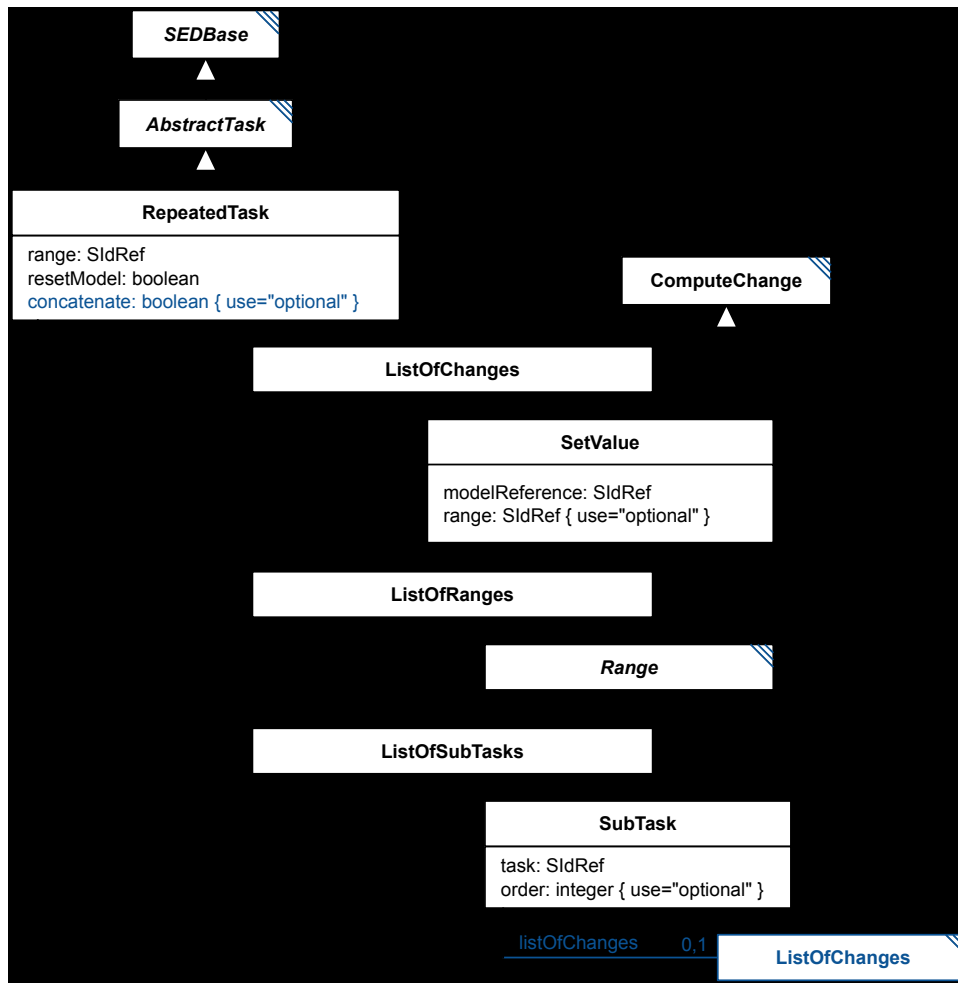 SEDBase
AbstractTask
RepeatedTask
range: SIdRef
resetModel: boolean
concatenate: boolean { use="optional" }
ComputeChange
ListOfChanges
SetValue
modelReference: SIdRef
range: SIdRef { use="optional" }
ListOfRanges
Range
ListOfSubTasks
SubTask
task: SIdRef
order: integer { use="optional" }
listOfChanges 0,1
ListOfChanges